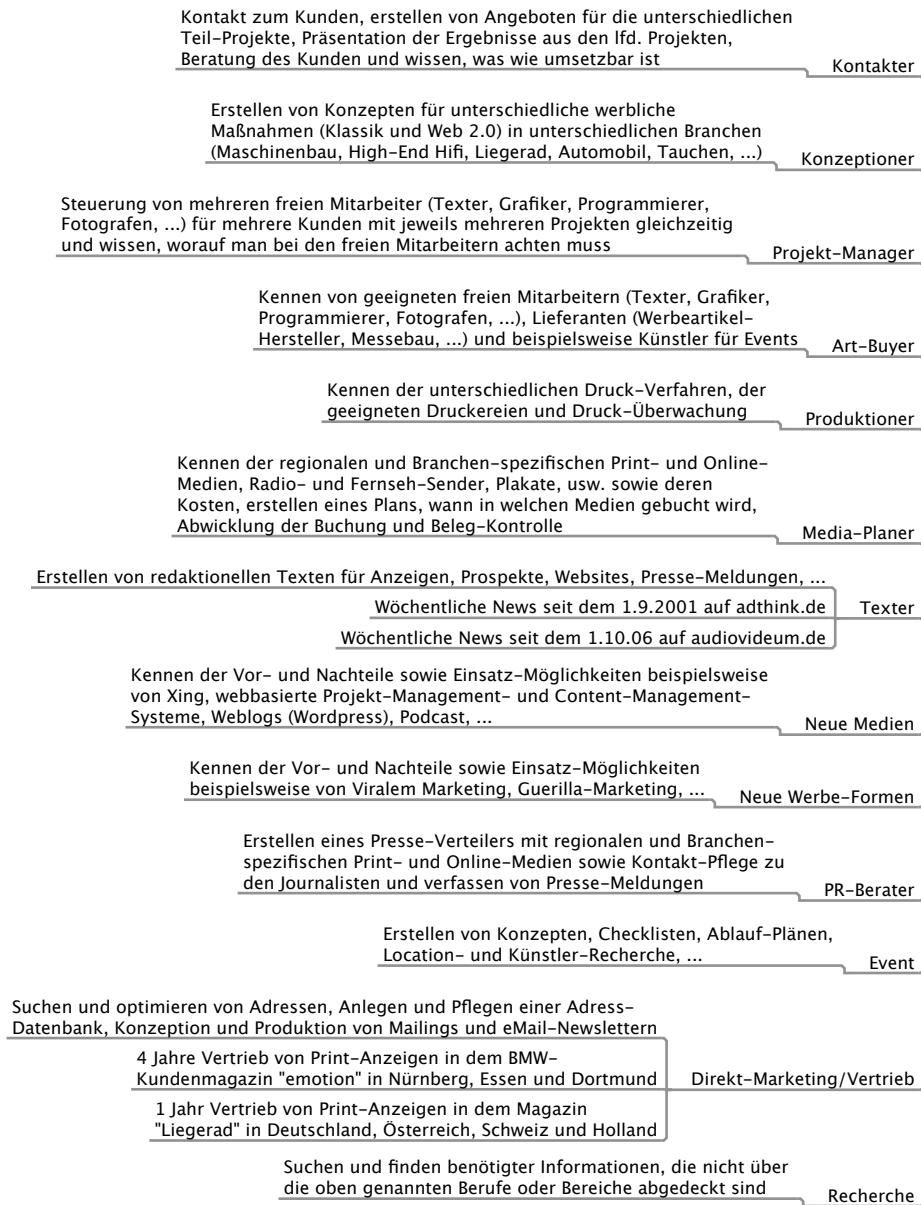 Kontakt zum Kunden, erstellen von Angeboten für die unterschiedlichen
Teil-Projekte, Präsentation der Ergebnisse aus den lfd. Projekten,
Beratung des Kunden und wissen, was wie umsetzbar ist
Kontakter
Erstellen von Konzepten für unterschiedliche werbliche
Maßnahmen (Klassik und Web 2.0) in unterschiedlichen Branchen
(Maschinenbau, High-End Hifi, Liegerad, Automobil, Tauchen, ...)
Konzeptioner
Steuerung von mehreren freien Mitarbeiter (Texter, Grafiker, Programmierer,
Fotografen, ...) für mehrere Kunden mit jeweils mehreren Projekten gleichzeitig
und wissen, worauf man bei den freien Mitarbeitern achten muss
Projekt-Manager
Kennen von geeigneten freien Mitarbeitern (Texter, Grafiker,
Programmierer, Fotografen, ...), Lieferanten (Werbeartikel-
Hersteller, Messebau, ...) und beispielsweise Künstler für Events
Art-Buyer
Kennen der unterschiedlichen Druck-Verfahren, der
geeigneten Druckereien und Druck-Überwachung
Produktioner
Kennen der regionalen und Branchen-spezifischen Print- und Online-
Medien, Radio- und Fernseh-Sender, Plakate, usw. sowie deren
Kosten, erstellen eines Plans, wann in welchen Medien gebucht wird,
Abwicklung der Buchung und Beleg-Kontrolle
Media-Planer
Erstellen von redaktionellen Texten für Anzeigen, Prospekte, Websites, Presse-Meldungen, ...
Wöchentliche News seit dem 1.9.2001 auf adthink.de
Texter
Wöchentliche News seit dem 1.10.06 auf audiovideum.de
Kennen der Vor- und Nachteile sowie Einsatz-Möglichkeiten beispielsweise
von Xing, webbasierte Projekt-Management- und Content-Management-
Systeme, Weblogs (Wordpress), Podcast, ...
Neue Medien
Kennen der Vor- und Nachteile sowie Einsatz-Möglichkeiten
beispielsweise von Viralem Marketing, Guerilla-Marketing, ...
Neue Werbe-Formen
Erstellen eines Presse-Verteilers mit regionalen und Branchen-
spezifischen Print- und Online-Medien sowie Kontakt-Pflege zu
den Journalisten und verfassen von Presse-Meldungen
PR-Berater
Erstellen von Konzepten, Checklisten, Ablauf-Plänen,
Location- und Künstler-Recherche, ...
Event
Suchen und optimieren von Adressen, Anlegen und Pflegen einer Adress-
Datenbank, Konzeption und Produktion von Mailings und eMail-Newslettern
4 Jahre Vertrieb von Print-Anzeigen in dem BMW-
Kundenmagazin "emotion" in Nürnberg, Essen und Dortmund
Direkt-Marketing/Vertrieb
1 Jahr Vertrieb von Print-Anzeigen in dem Magazin
"Liegerad" in Deutschland, Österreich, Schweiz und Holland
Suchen und finden benötigter Informationen, die nicht über
die oben genannten Berufe oder Bereiche abgedeckt sind
Recherche